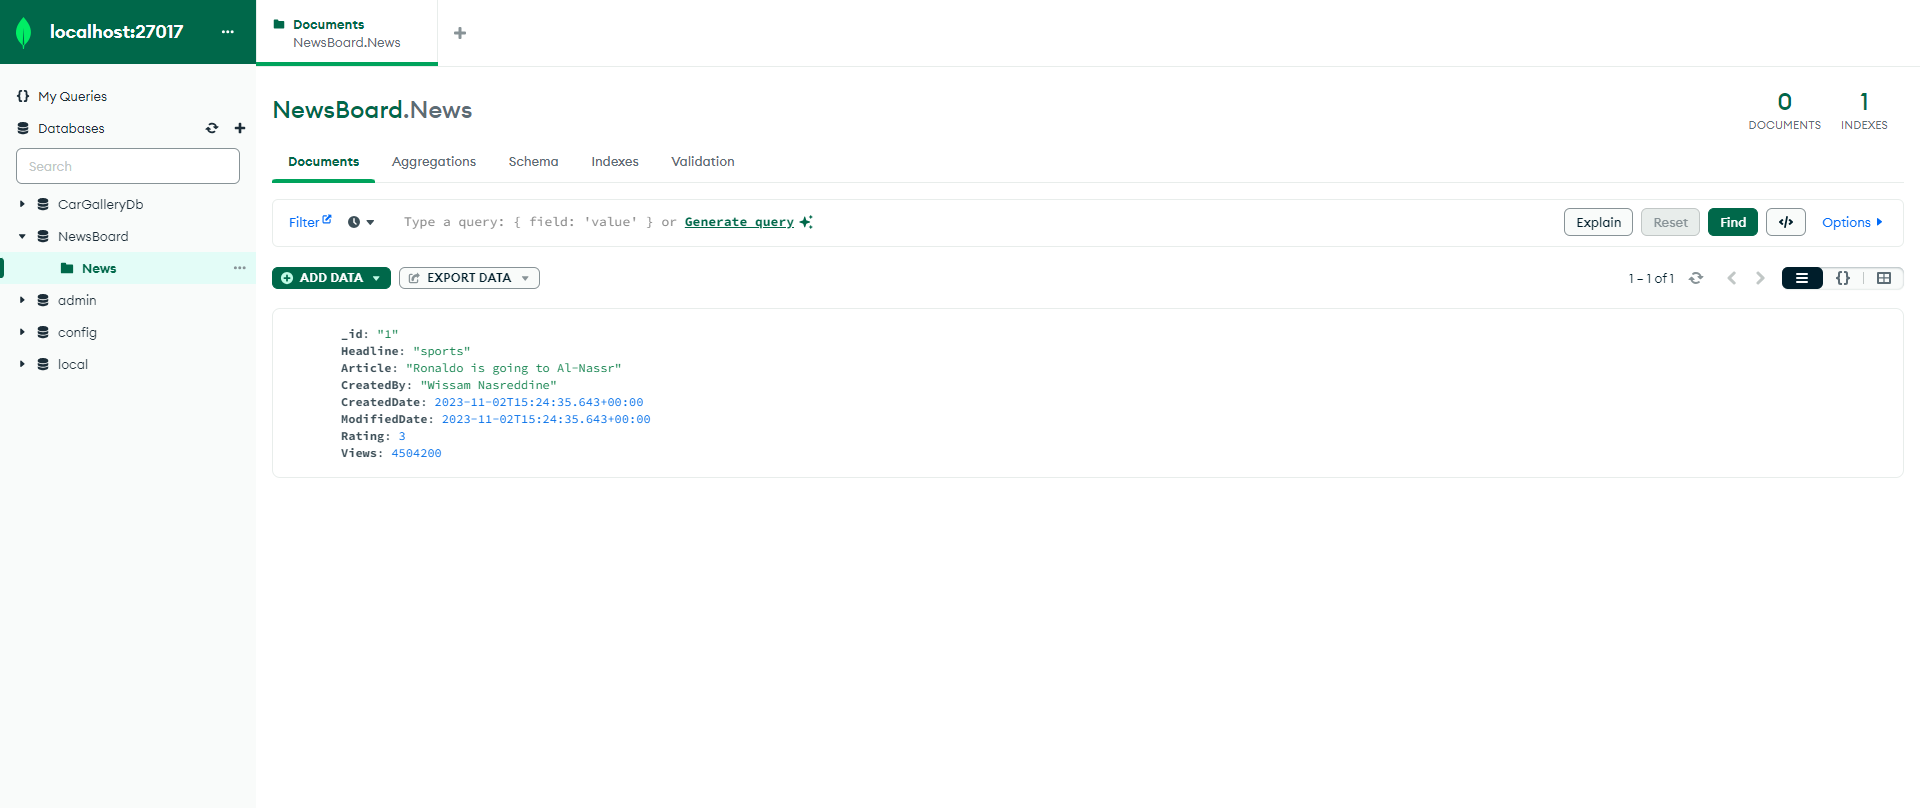 localhost:27017
Documents
NewsBoard.News
My Queries
Databases
Search
CarGalleryDb
NewsBoard
News
admin
config
local
NewsBoard.News
0
DOCUMENTS
1
INDEXES
Documents Aggregations Schema Indexes Validation
Filter Type a query: { field: 'value' } or Generate query Explain Reset Find </> Options
ADD DATA EXPORT DATA 1 – 1 of 1 {}
_id: "1"
Headline: "sports"
Article: "Ronaldo is going to Al-Nassr"
CreatedBy: "Wissam Nasreddine"
CreatedDate: 2023-11-02T15:24:35.643+00:00
ModifiedDate: 2023-11-02T15:24:35.643+00:00
Rating: 3
Views: 4504200